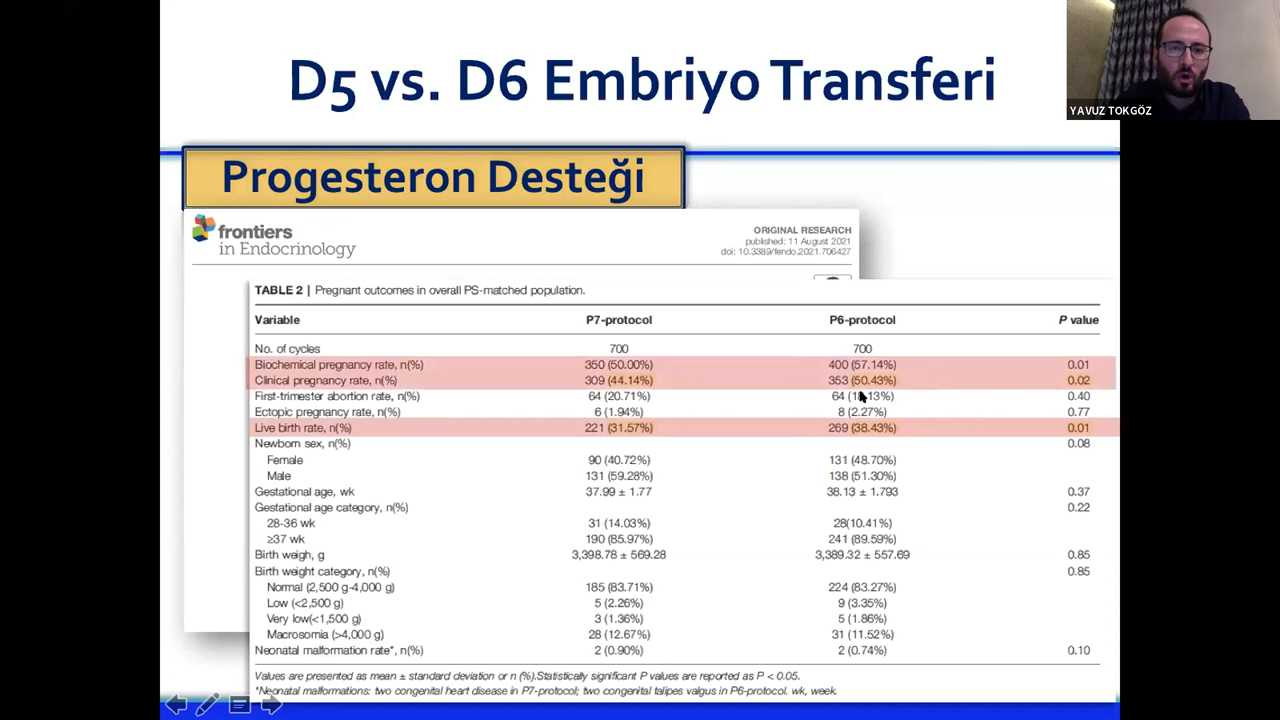 D5 vs. D6 Embriyo Transferi
YAVUZ TOKGÖZ
Progesteron Desteği
frontiers
in Endocrinology
ORIGINAL RESEARCH
published: 11 August 2021
doi: 10.3389/fendo.2021.706427
TABLE 2 | Pregnant outcomes in overall PS-matched population.
Variable P7-protocol P6-protocol P value
No. of cycles 700 700
Biochemical pregnancy rate, n(%) 350 (50.00%) 400 (57.14%) 0.01
Clinical pregnancy rate, n(%) 309 (44.14%) 353 (50.43%) 0.02
First-trimester abortion rate, n(%) 64 (20.71%) 64 0.40
Ectopic pregnancy rate, n(%) 6 (1.94%) 8 (2.27%) 0.77
Live birth rate, n(%) 221 (31.57%) 269 (38.43%) 0.01
Newborn sex, n(%) 0.08
Female 90 (40.72%) 131 (48.70%)
Male 131 (59.28%) 138 (51.30%)
Gestational age, wk 37.99 ± 1.77 38.13 ± 1.793 0.37
Gestational age category, n(%) 0.22
28-36 wk 31 (14.03%) 28(10.41%)
≥37 wk 190 (85.97%) 241 (89.59%)
Birth weigh, g 3,398.78 ± 569.28 3,389.32 ± 557.69 0.85
Birth weight category, n(%) 0.85
Normal (2,500 g-4,000 g) 185 (83.71%) 224 (83.27%)
Low (<2,500 g) 5 (2.26%) 9 (3.35%)
Very low(<1,500 g) 3 (1.36%) 5 (1.86%)
Macrosomia (>4,000 g) 28 (12.67%) 31 (11.52%)
Neonatal malformation rate*, n(%) 2 (0.90%) 2 (0.74%) 0.10
Values are presented as mean ± standard deviation or n (%).Statistically significant P values are reported as P < 0.05.
*Neonatal malformations: two congenital heart disease in P7-protocol; two congenital talipes valgus in P6-protocol. wk, week.